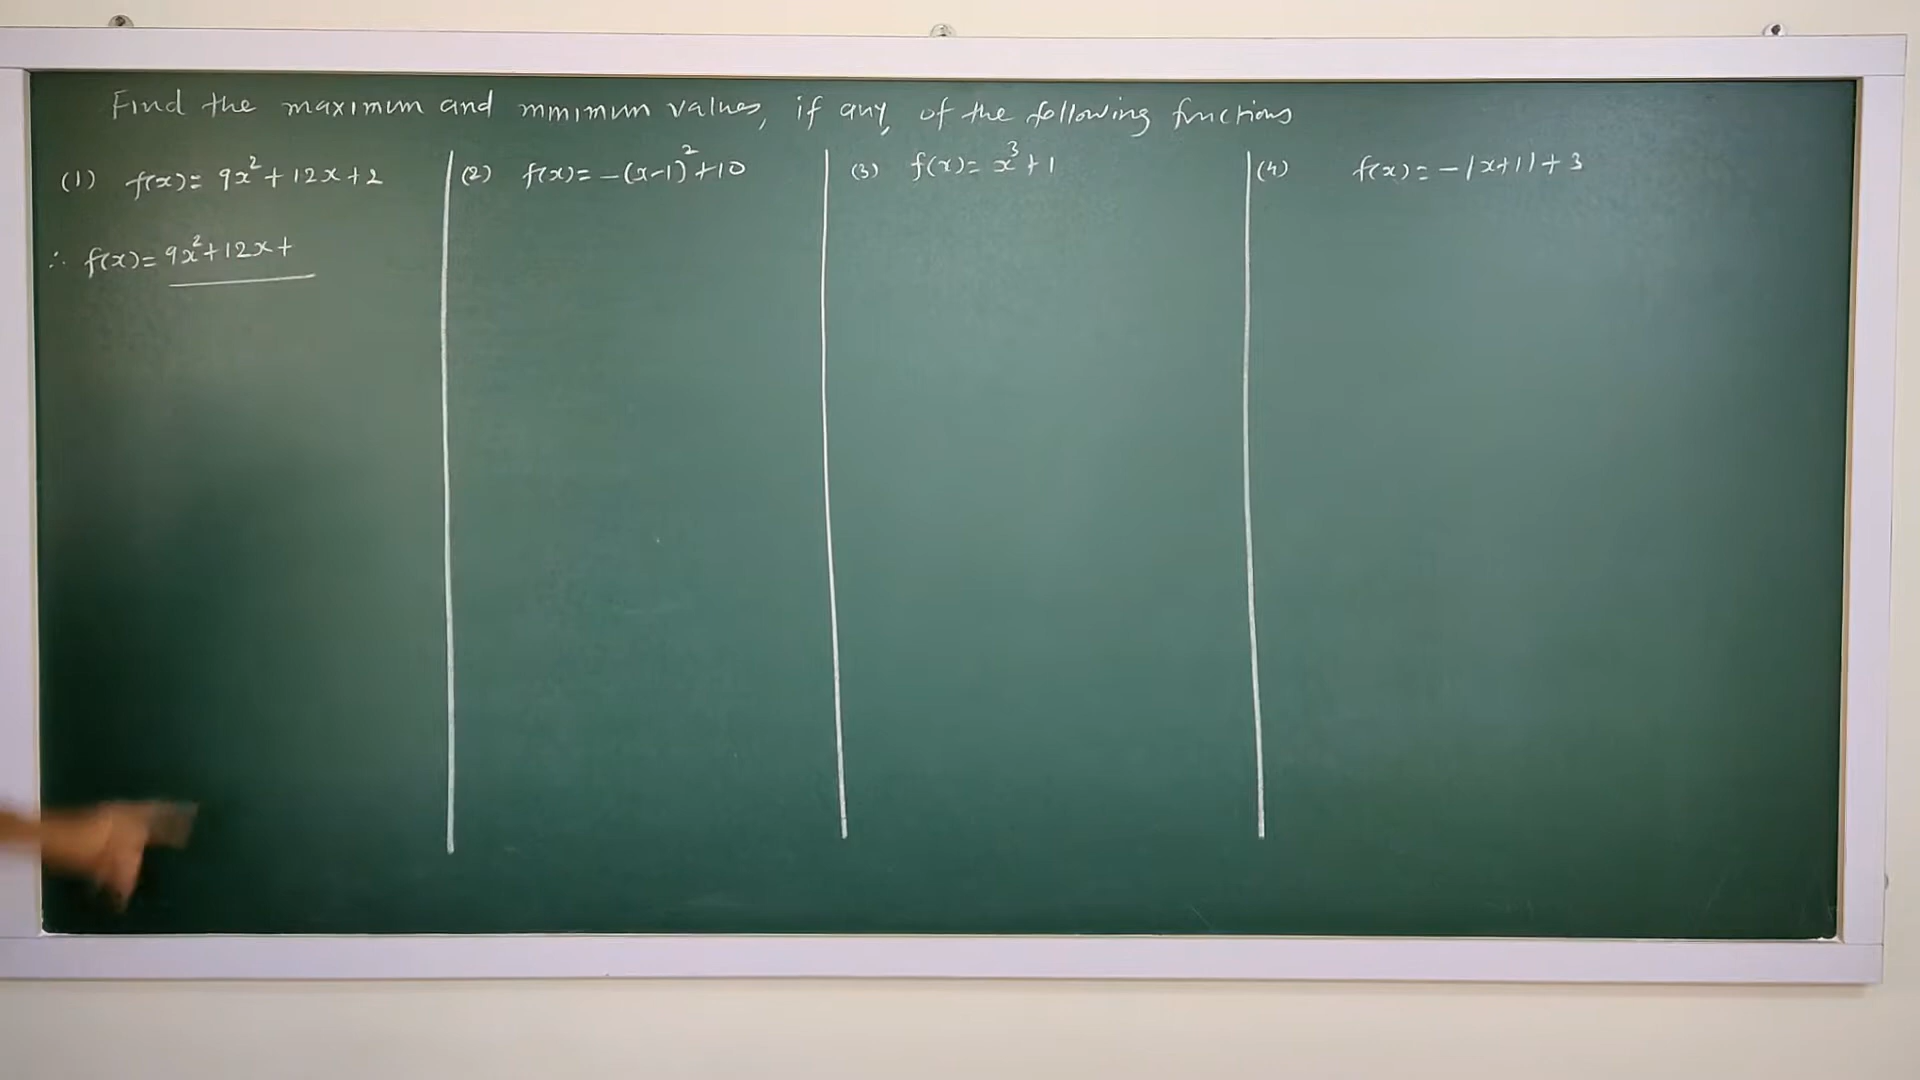 Find the maximum and mmimum values, if any, of the following functions
(1) f(x)= 9x²+12x+2
(2) f(x)= -(x-1)²+10
(3) f(x)= x³+1
(4) f(x)= -|x+1|+3
∴ f(x)= 9x²+12x+